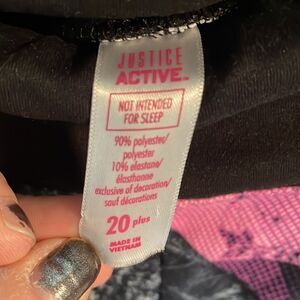 JUSTICE
ACTIVE™
NOT INTENDED
FOR SLEEP
90% polyester/
polyester
10% elastane/
élasthanne
exclusive of decoration/
sauf décorations
20 plus
MADE IN
VIETNAM